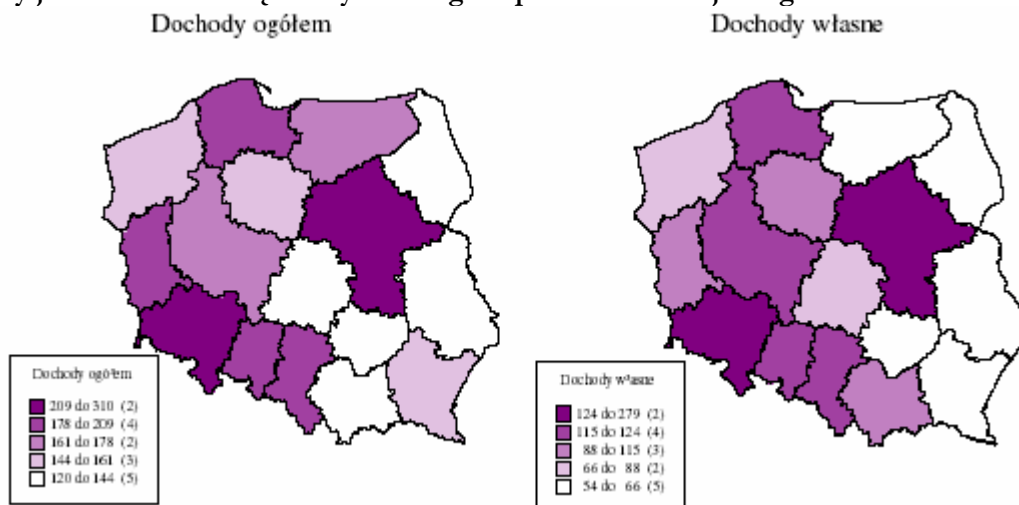 Dochody ogółem
Dochody własne
Dochody ogółem
209 do 310 (2)
178 do 209 (4)
161 do 178 (2)
144 do 161 (3)
120 do 144 (5)
Dochody własne
124 do 279 (2)
115 do 124 (4)
88 do 115 (3)
66 do 88 (2)
54 do 66 (5)